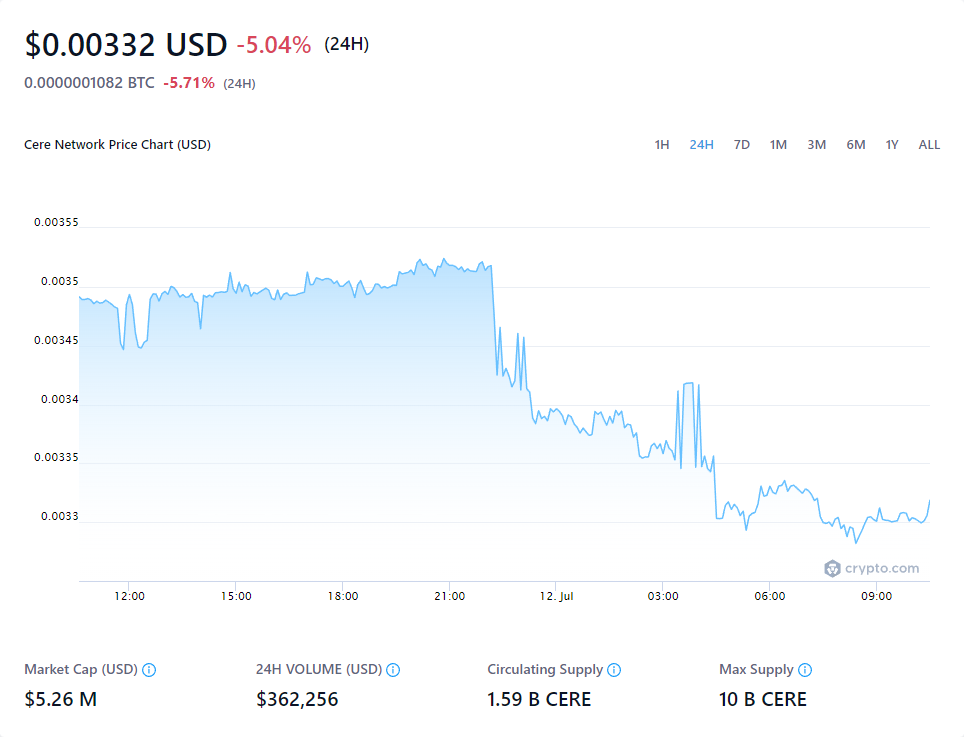 $0.00332 USD -5.04% (24H)
0.0000001082 BTC -5.71% (24H)
Cere Network Price Chart (USD) 1H 24H 7D 1M 3M 6M 1Y ALL
0.00355
0.0035
0.00345
0.0034
0.00335
0.0033
crypto.com
12:00 15:00 18:00 21:00 12. Jul 03:00 06:00 09:00
Market Cap (USD) 24H VOLUME (USD) Circulating Supply Max Supply
$5.26 M $362,256 1.59 B CERE 10 B CERE